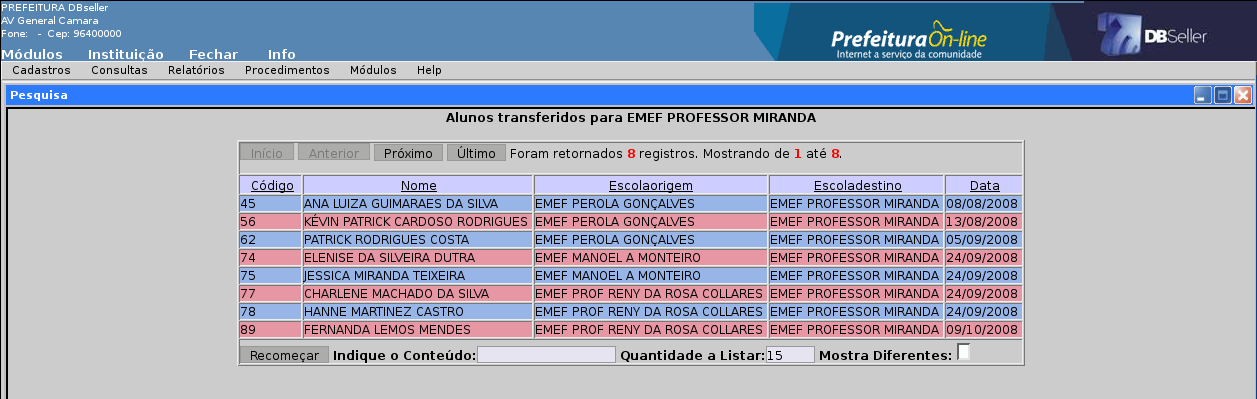 PREFEITURA DBseller
AV General Camara
Fone: - Cep: 96400000
Prefeitura On-line
Internet a serviço da comunidade
DBSeller
Módulos Instituição Fechar Info
Cadastros Consultas Relatórios Procedimentos Módulos Help
Pesquisa
Alunos transferidos para EMEF PROFESSOR MIRANDA
Início Anterior Próximo Último Foram retornados 8 registros. Mostrando de 1 até 8.
Código Nome Escolaorigem Escoladestino Data
45 ANA LUIZA GUIMARAES DA SILVA EMEF PEROLA GONÇALVES EMEF PROFESSOR MIRANDA 08/08/2008
56 KÉVIN PATRICK CARDOSO RODRIGUES EMEF PEROLA GONÇALVES EMEF PROFESSOR MIRANDA 13/08/2008
62 PATRICK RODRIGUES COSTA EMEF PEROLA GONÇALVES EMEF PROFESSOR MIRANDA 05/09/2008
74 ELENISE DA SILVEIRA DUTRA EMEF MANOEL A MONTEIRO EMEF PROFESSOR MIRANDA 24/09/2008
75 JESSICA MIRANDA TEIXEIRA EMEF MANOEL A MONTEIRO EMEF PROFESSOR MIRANDA 24/09/2008
77 CHARLENE MACHADO DA SILVA EMEF PROF RENY DA ROSA COLLARES EMEF PROFESSOR MIRANDA 24/09/2008
78 HANNE MARTINEZ CASTRO EMEF PROF RENY DA ROSA COLLARES EMEF PROFESSOR MIRANDA 24/09/2008
89 FERNANDA LEMOS MENDES EMEF PROF RENY DA ROSA COLLARES EMEF PROFESSOR MIRANDA 09/10/2008
Recomeçar Indique o Conteúdo: Quantidade a Listar: 15 Mostra Diferentes: